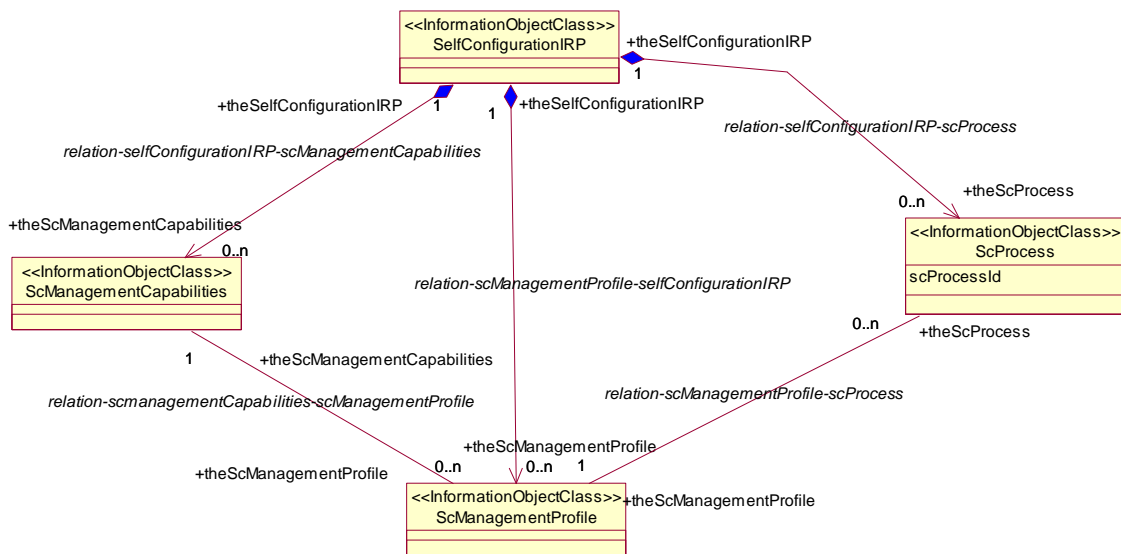 <<InformationObjectClass>>
SelfConfigurationIRP
+theSelfConfigurationIRP
1
+theSelfConfigurationIRP
1
+theSelfConfigurationIRP
1
relation-selfConfigurationIRP-scProcess
relation-selfConfigurationIRP-scManagementCapabilities
+theScProcess
0..n
+theScManagementCapabilities
0..n
<<InformationObjectClass>>
ScProcess
scProcessId
<<InformationObjectClass>>
ScManagementCapabilities
relation-scManagementProfile-selfConfigurationIRP
0..n
+theScProcess
1
+theScManagementCapabilities
relation-scManagementProfile-scProcess
relation-scmanagementCapabilities-scManagementProfile
+theScManagementProfile
0..n
0..n
1
+theScManagementProfile
<<InformationObjectClass>>
ScManagementProfile
+theScManagementProfile